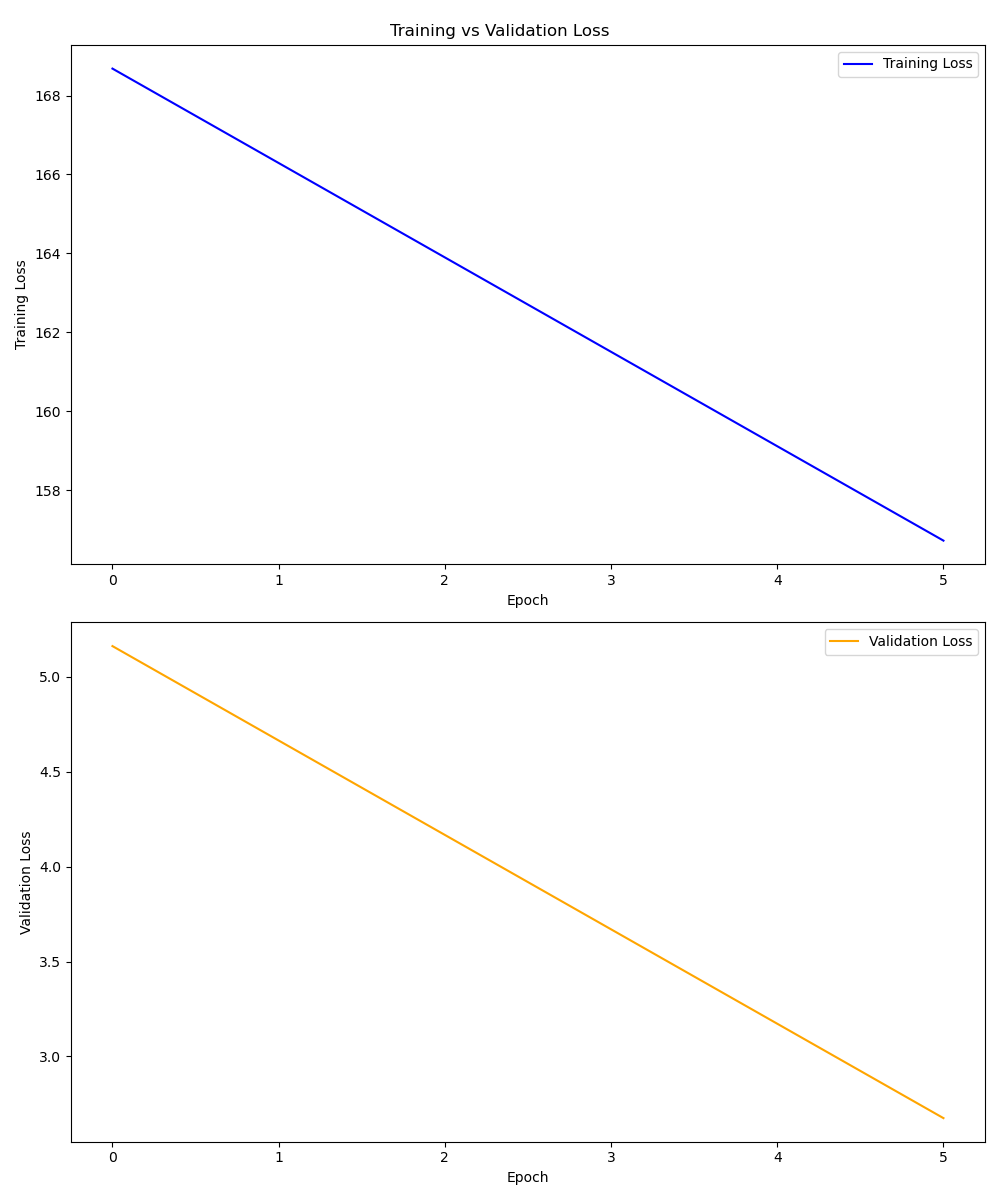 Training vs Validation Loss
Training Loss
168
166
164
162
160
158
Training Loss
0 1 2 3 4 5
Epoch
Validation Loss
5.0
4.5
4.0
3.5
3.0
Validation Loss
0 1 2 3 4 5
Epoch